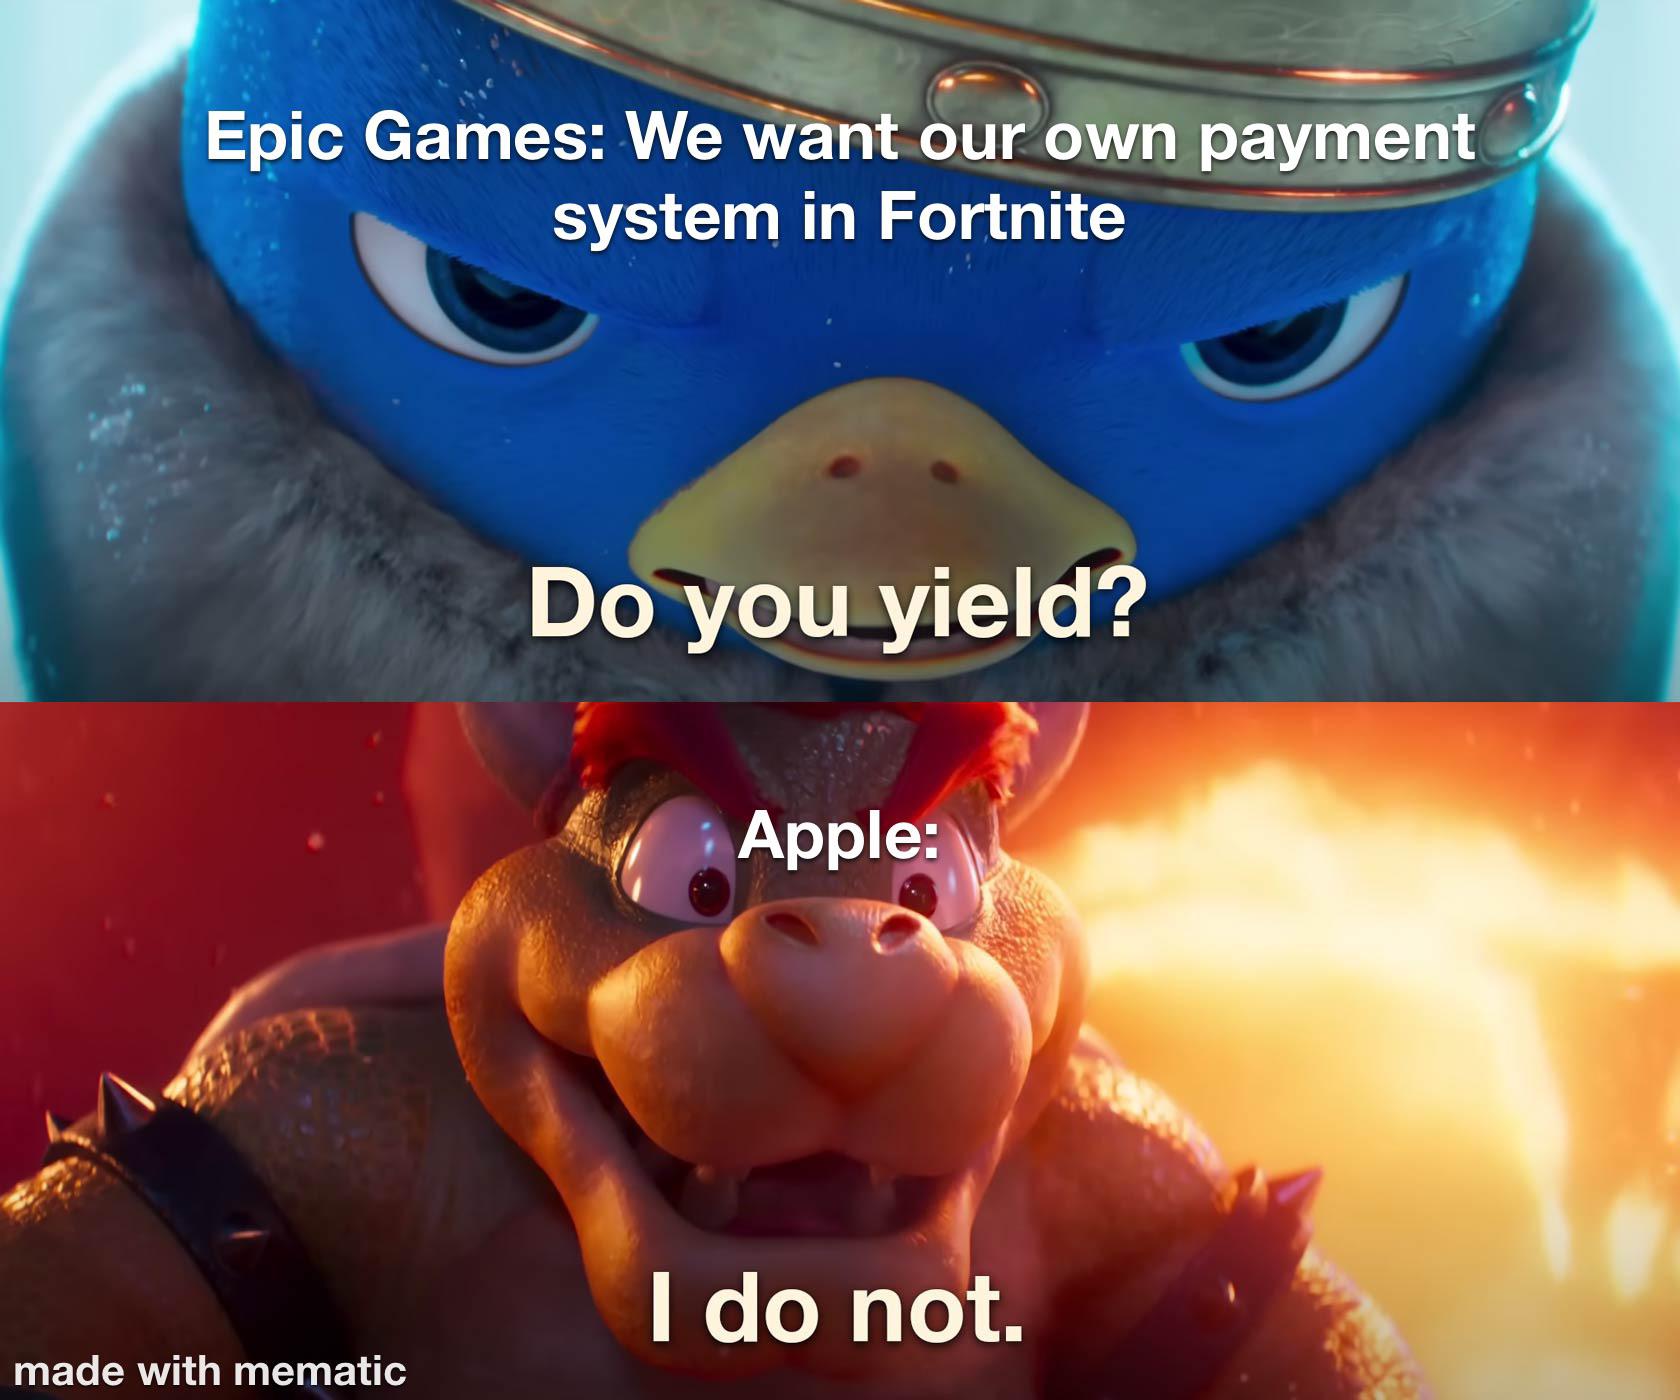 Epic Games: We want our own payment
system in Fortnite
Do you yield?
Apple:
I do not.
made with mematic